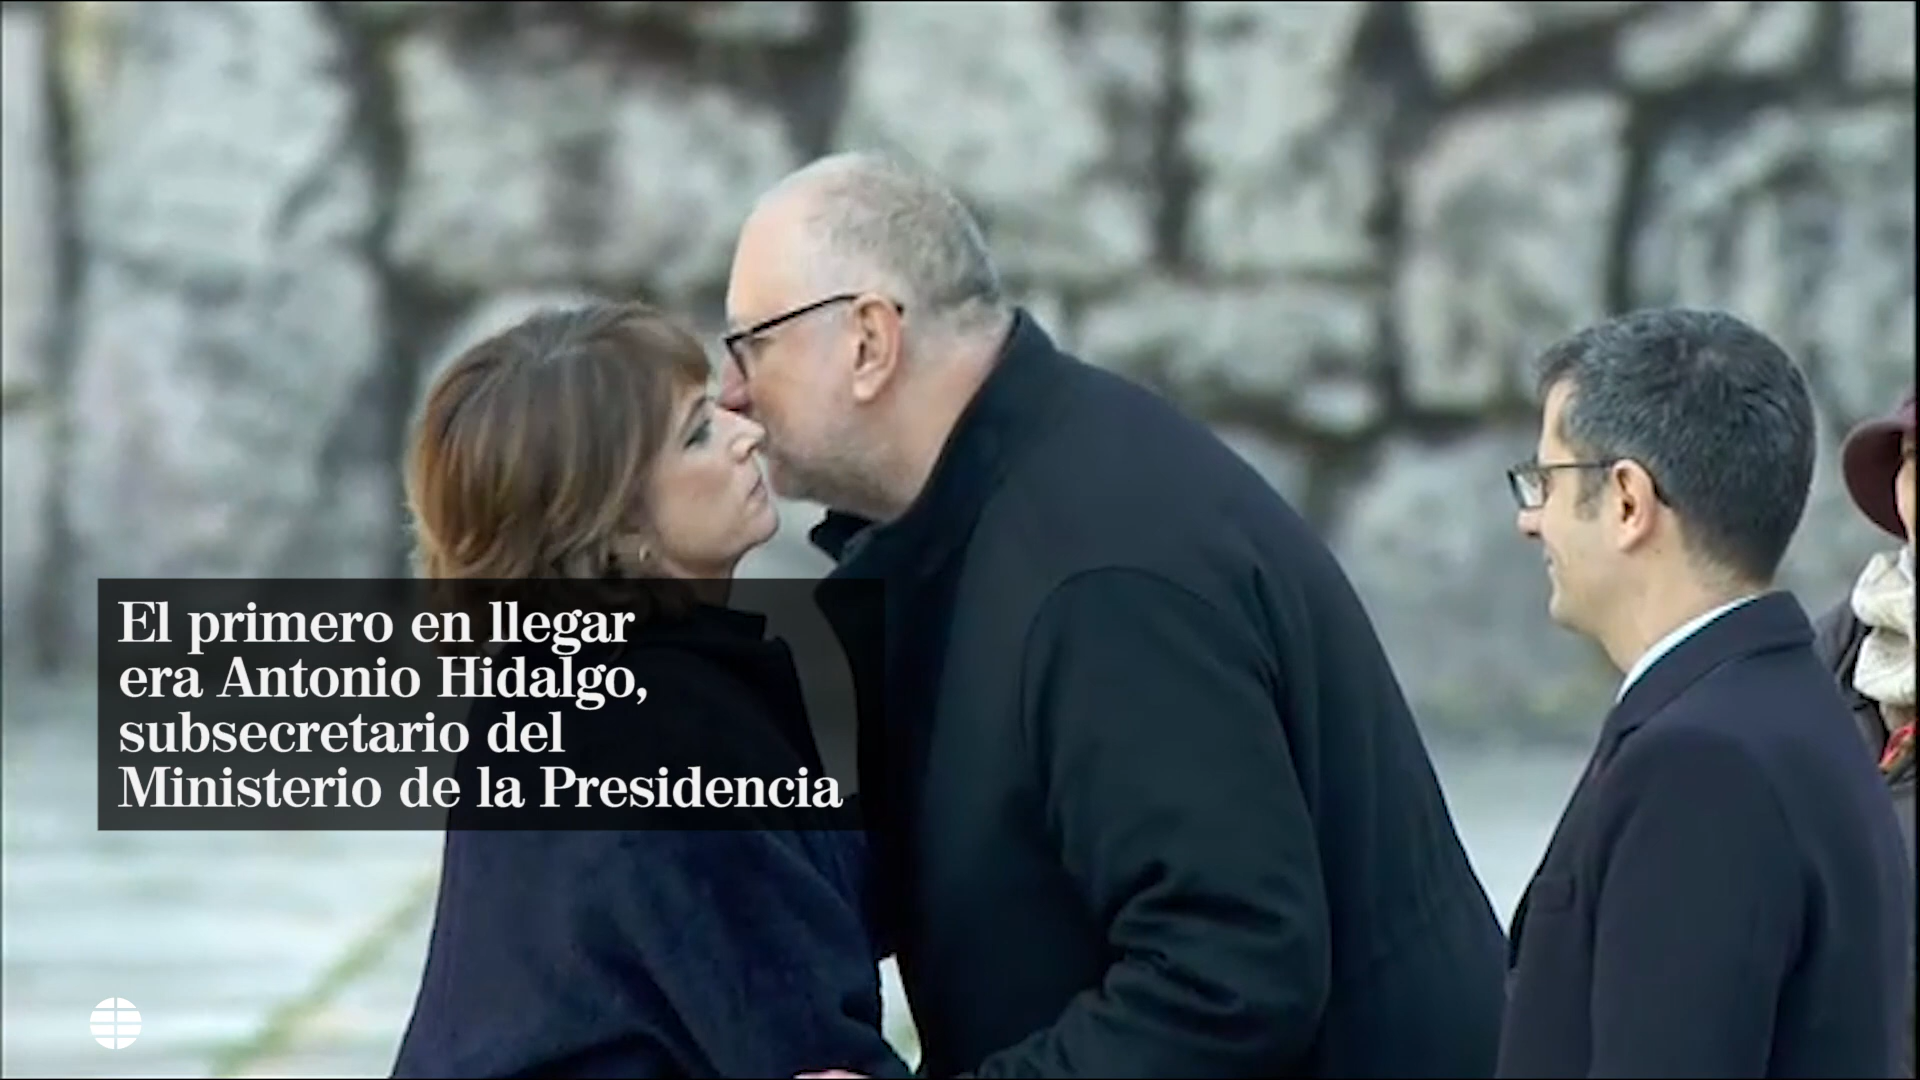 El primero en llegar
era Antonio Hidalgo,
subsecretario del
Ministerio de la Presidencia